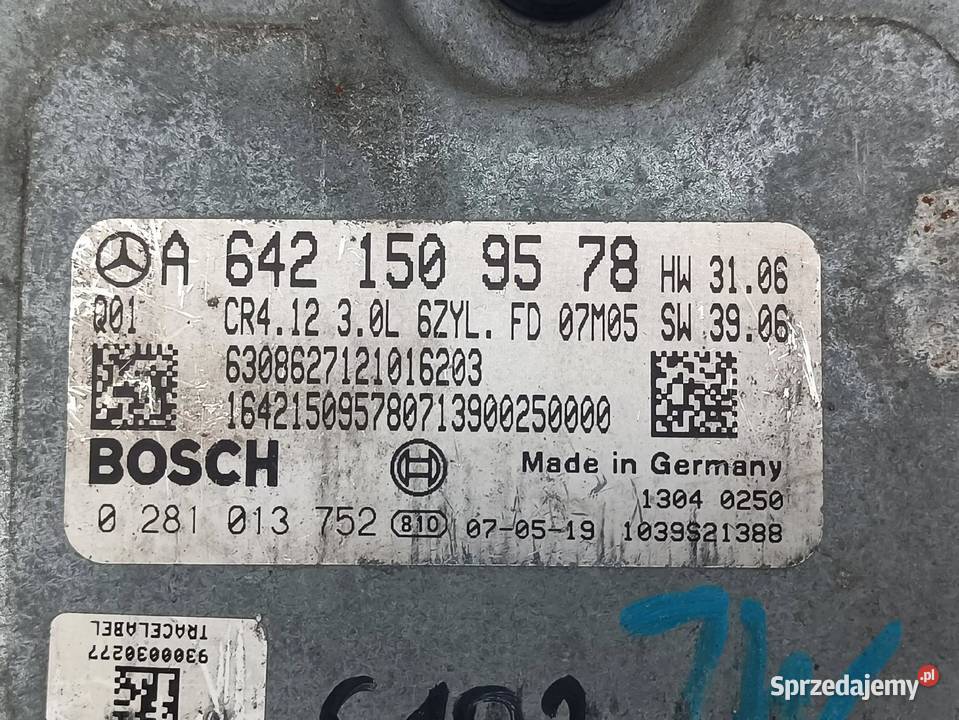 A 642 150 95 78 HW 31.06
Q01 CR4.12 3.0L 6ZYL. FD 07M05 SW 39.06
6308627121016203
16421509578071390025​0000
BOSCH Made in Germany
1304 0250
0 281 013 752 810 07-05-19 1039S21388
TRACELABEL
9300030277
Sprzedajemy.pl